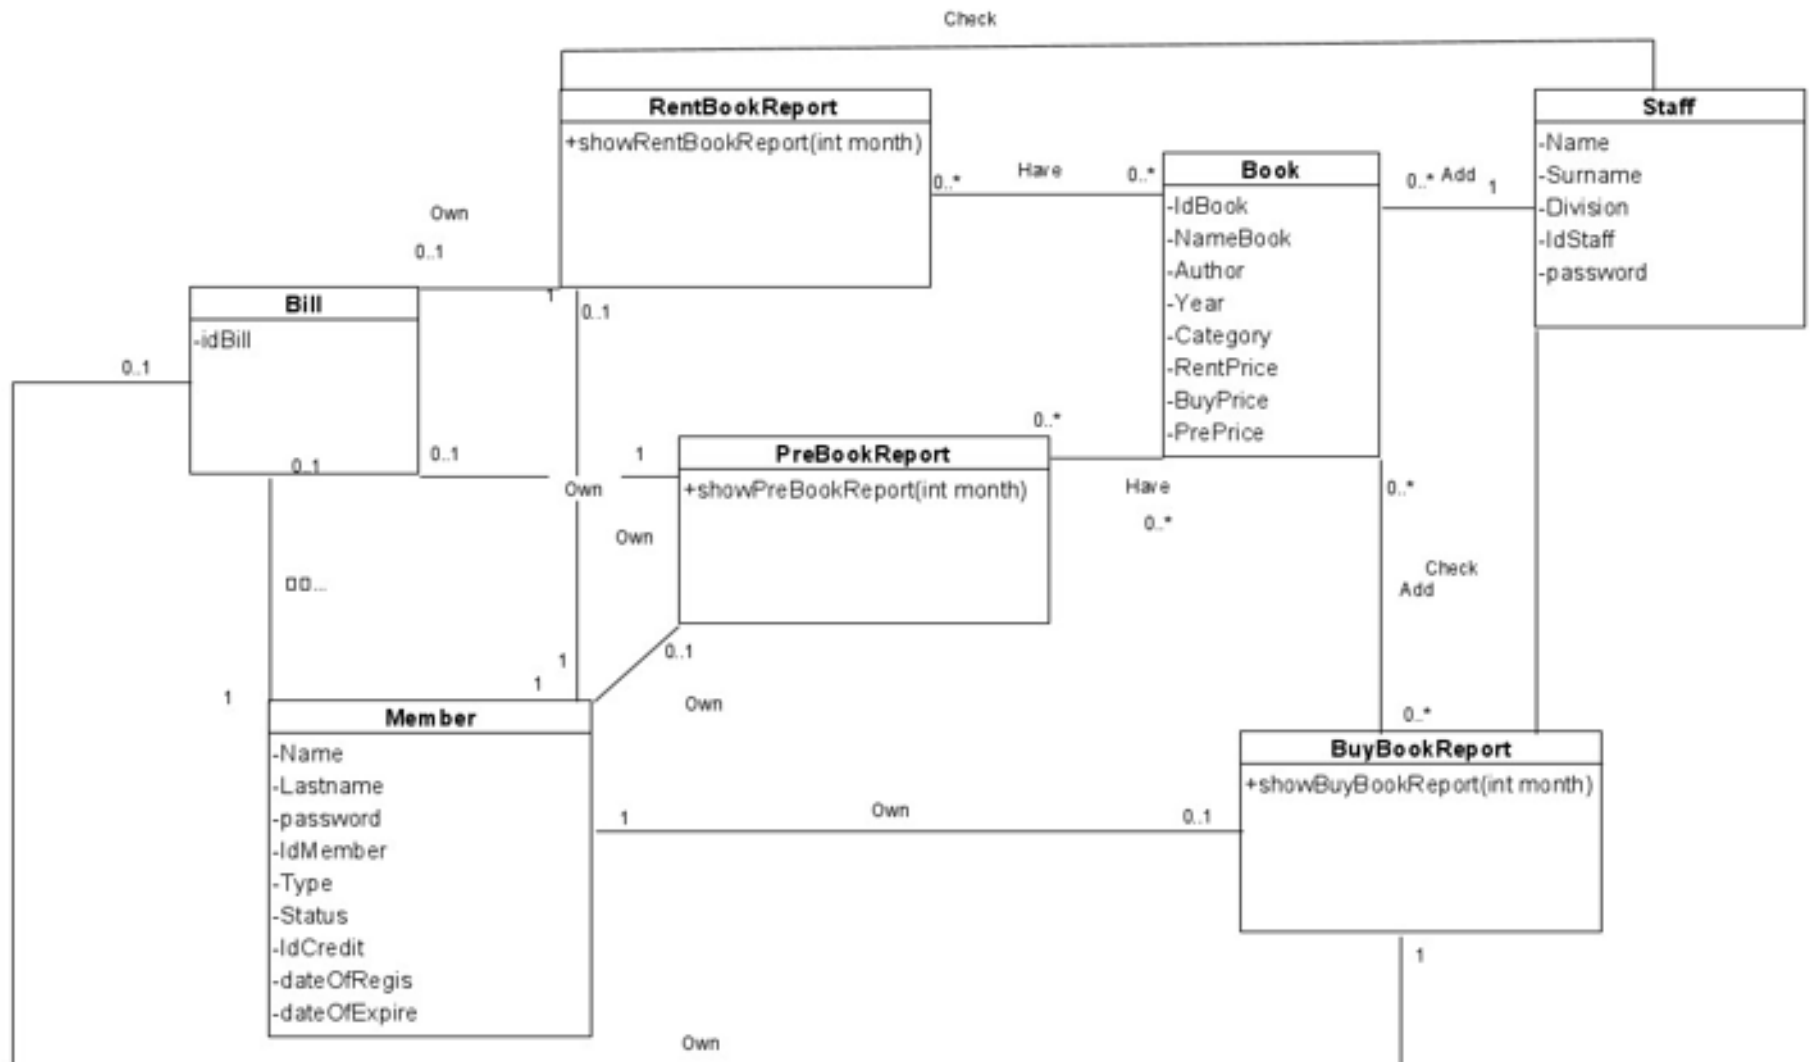 Check
RentBookReport
+showRentBookReport(int month)
Staff
-Name
-Surname
-Division
-IdStaff
-password
Have
0..*
0..*
Book
-IdBook
-NameBook
-Author
-Year
-Category
-RentPrice
-BuyPrice
-PrePrice
0..* Add 1
Own
0..1
1
0..1
Bill
-idBill
0..1
0..1
0..1
1
Own
PreBookReport
+showPreBookReport(int month)
0..*
Have
0..*
0..*
Own
Check
Add
□□...
0..1
1
1
1
Own
0..*
Member
-Name
-Lastname
-password
-IdMember
-Type
-Status
-IdCredit
-dateOfRegis
-dateOfExpire
BuyBookReport
+showBuyBookReport(int month)
1
Own
0..1
1
Own